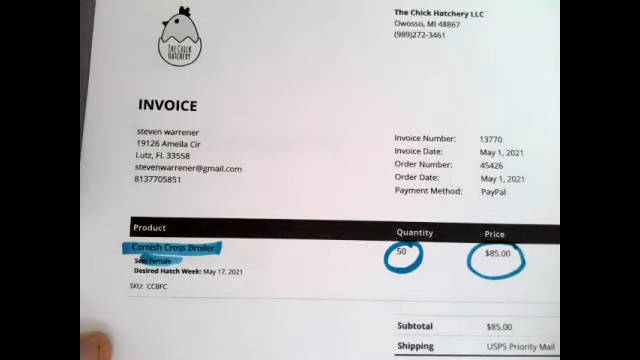 THE CHICK
HATCHERY
The Chick Hatchery LLC
Owosso, MI 48867
(989)272-3461
INVOICE
steven warrener
19126 Ameila Cir
Lutz, FL 33558
stevenwarrener@gmail.com
8137705851
Invoice Number: 13770
Invoice Date: May 1, 2021
Order Number: 45426
Order Date: May 1, 2021
Payment Method: PayPal
Product Quantity Price
Cornish Cross Broiler 50 $85.00
Sex: Female
Desired Hatch Week: May 17, 2021
SKU: CCBFC
Subtotal $85.00
Shipping USPS Priority Mail